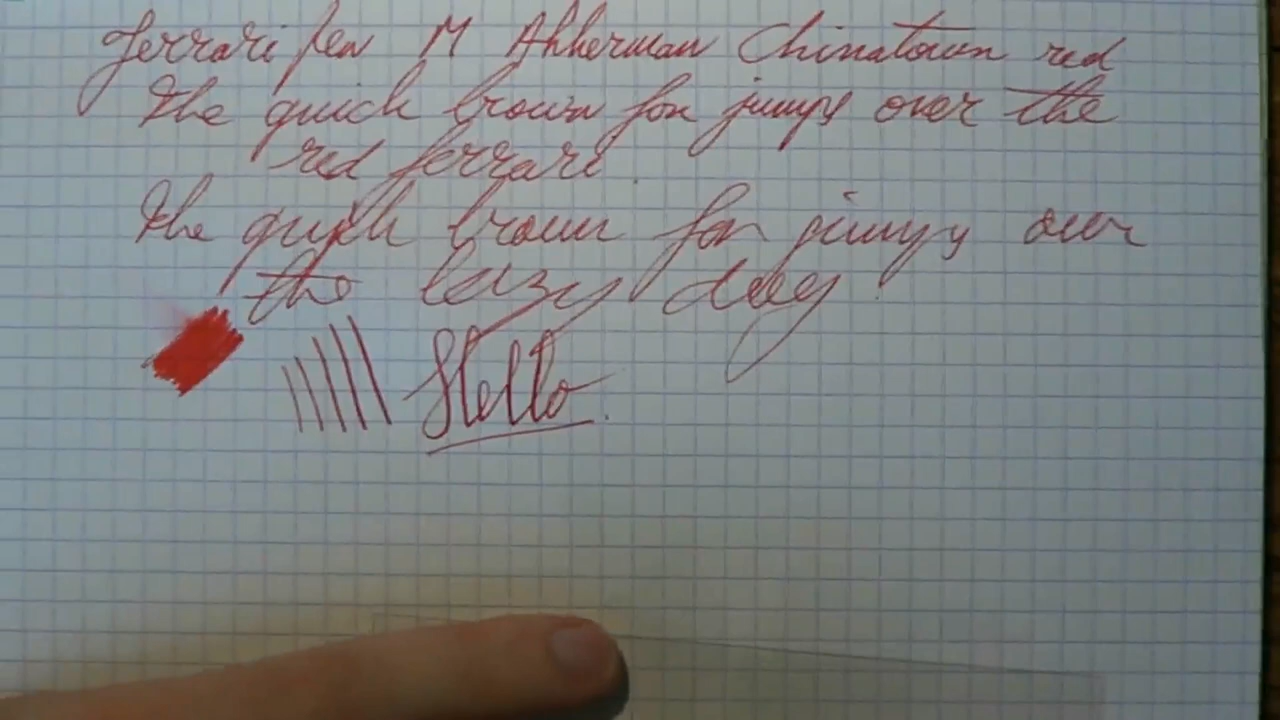 Ferrari pen M Akkerman Chinatown red
The quick brown fox jumps over the
red ferrari.
The quick brown fox jumps over
the lazy dog.
Hello.